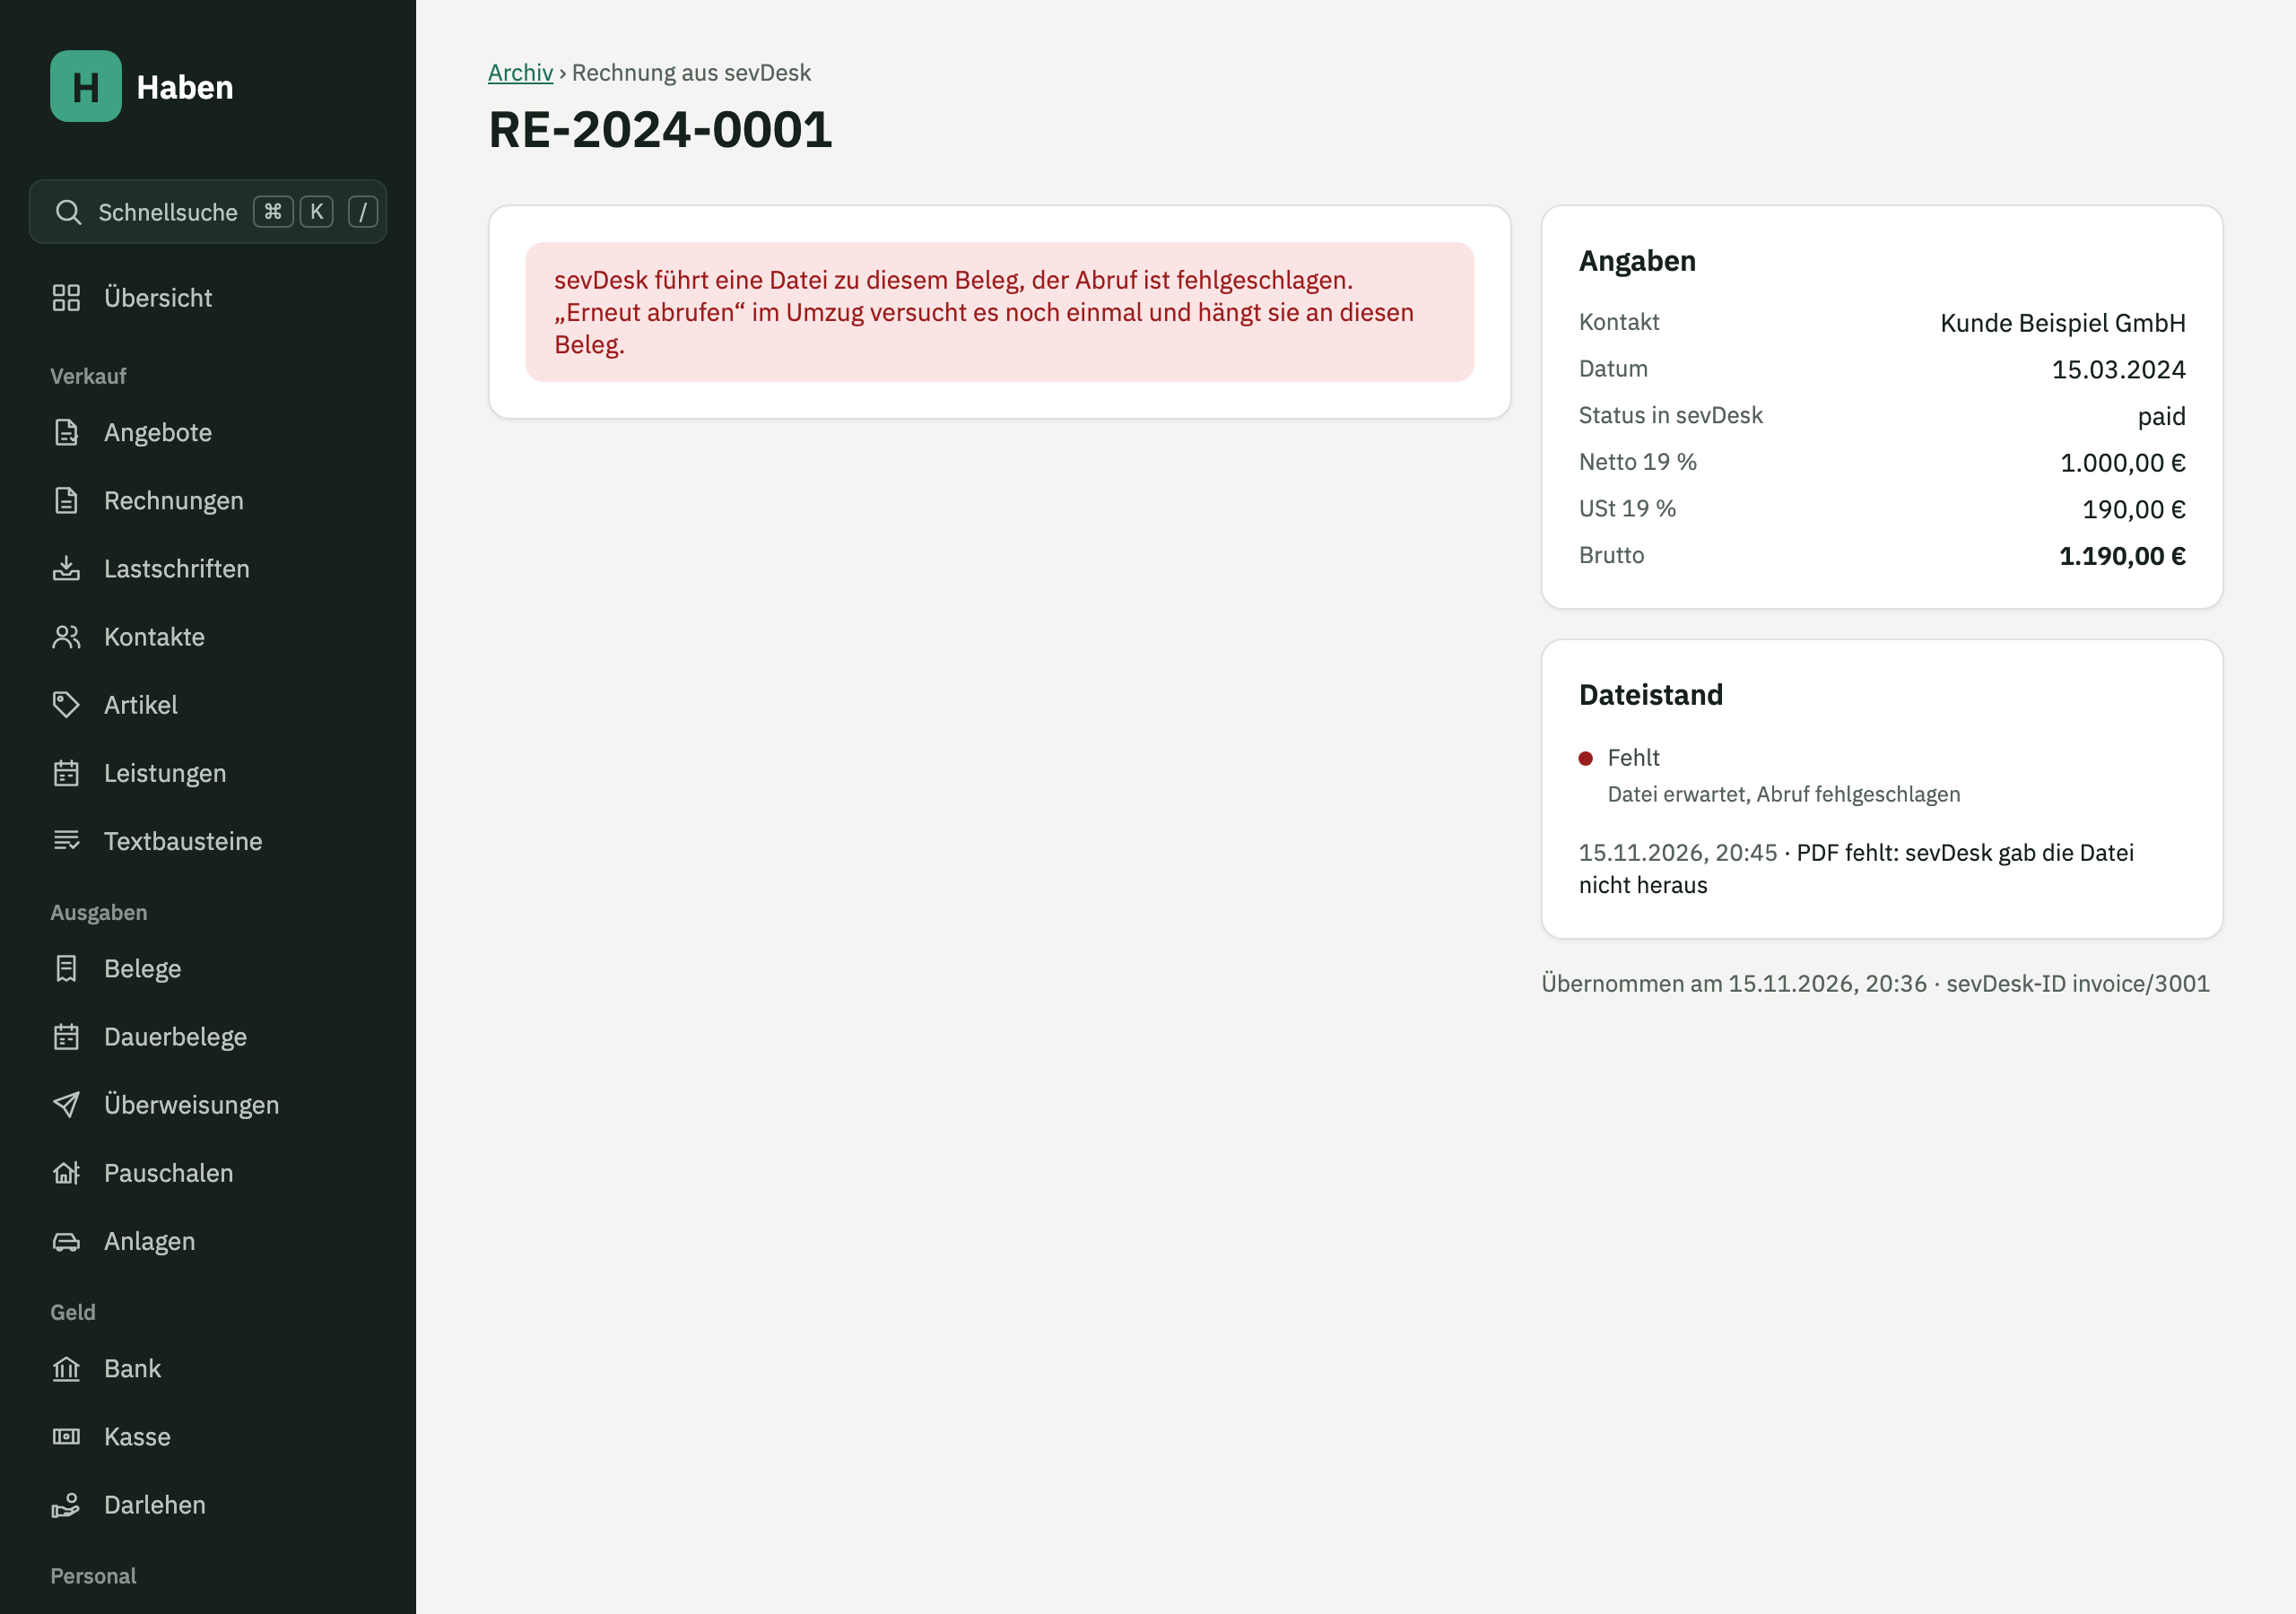 H Haben
Schnellsuche ⌘ K /
Übersicht
Verkauf
Angebote
Rechnungen
Lastschriften
Kontakte
Artikel
Leistungen
Textbausteine
Ausgaben
Belege
Dauerbelege
Überweisungen
Pauschalen
Anlagen
Geld
Bank
Kasse
Darlehen
Personal
Archiv › Rechnung aus sevDesk
RE-2024-0001
sevDesk führt eine Datei zu diesem Beleg, der Abruf ist fehlgeschlagen.
„Erneut abrufen“ im Umzug versucht es noch einmal und hängt sie an diesen
Beleg.
Angaben
Kontakt Kunde Beispiel GmbH
Datum 15.03.2024
Status in sevDesk paid
Netto 19 % 1.000,00 €
USt 19 % 190,00 €
Brutto 1.190,00 €
Dateistand
Fehlt
Datei erwartet, Abruf fehlgeschlagen
15.11.2026, 20:45 · PDF fehlt: sevDesk gab die Datei
nicht heraus
Übernommen am 15.11.2026, 20:36 · sevDesk-ID invoice/3001